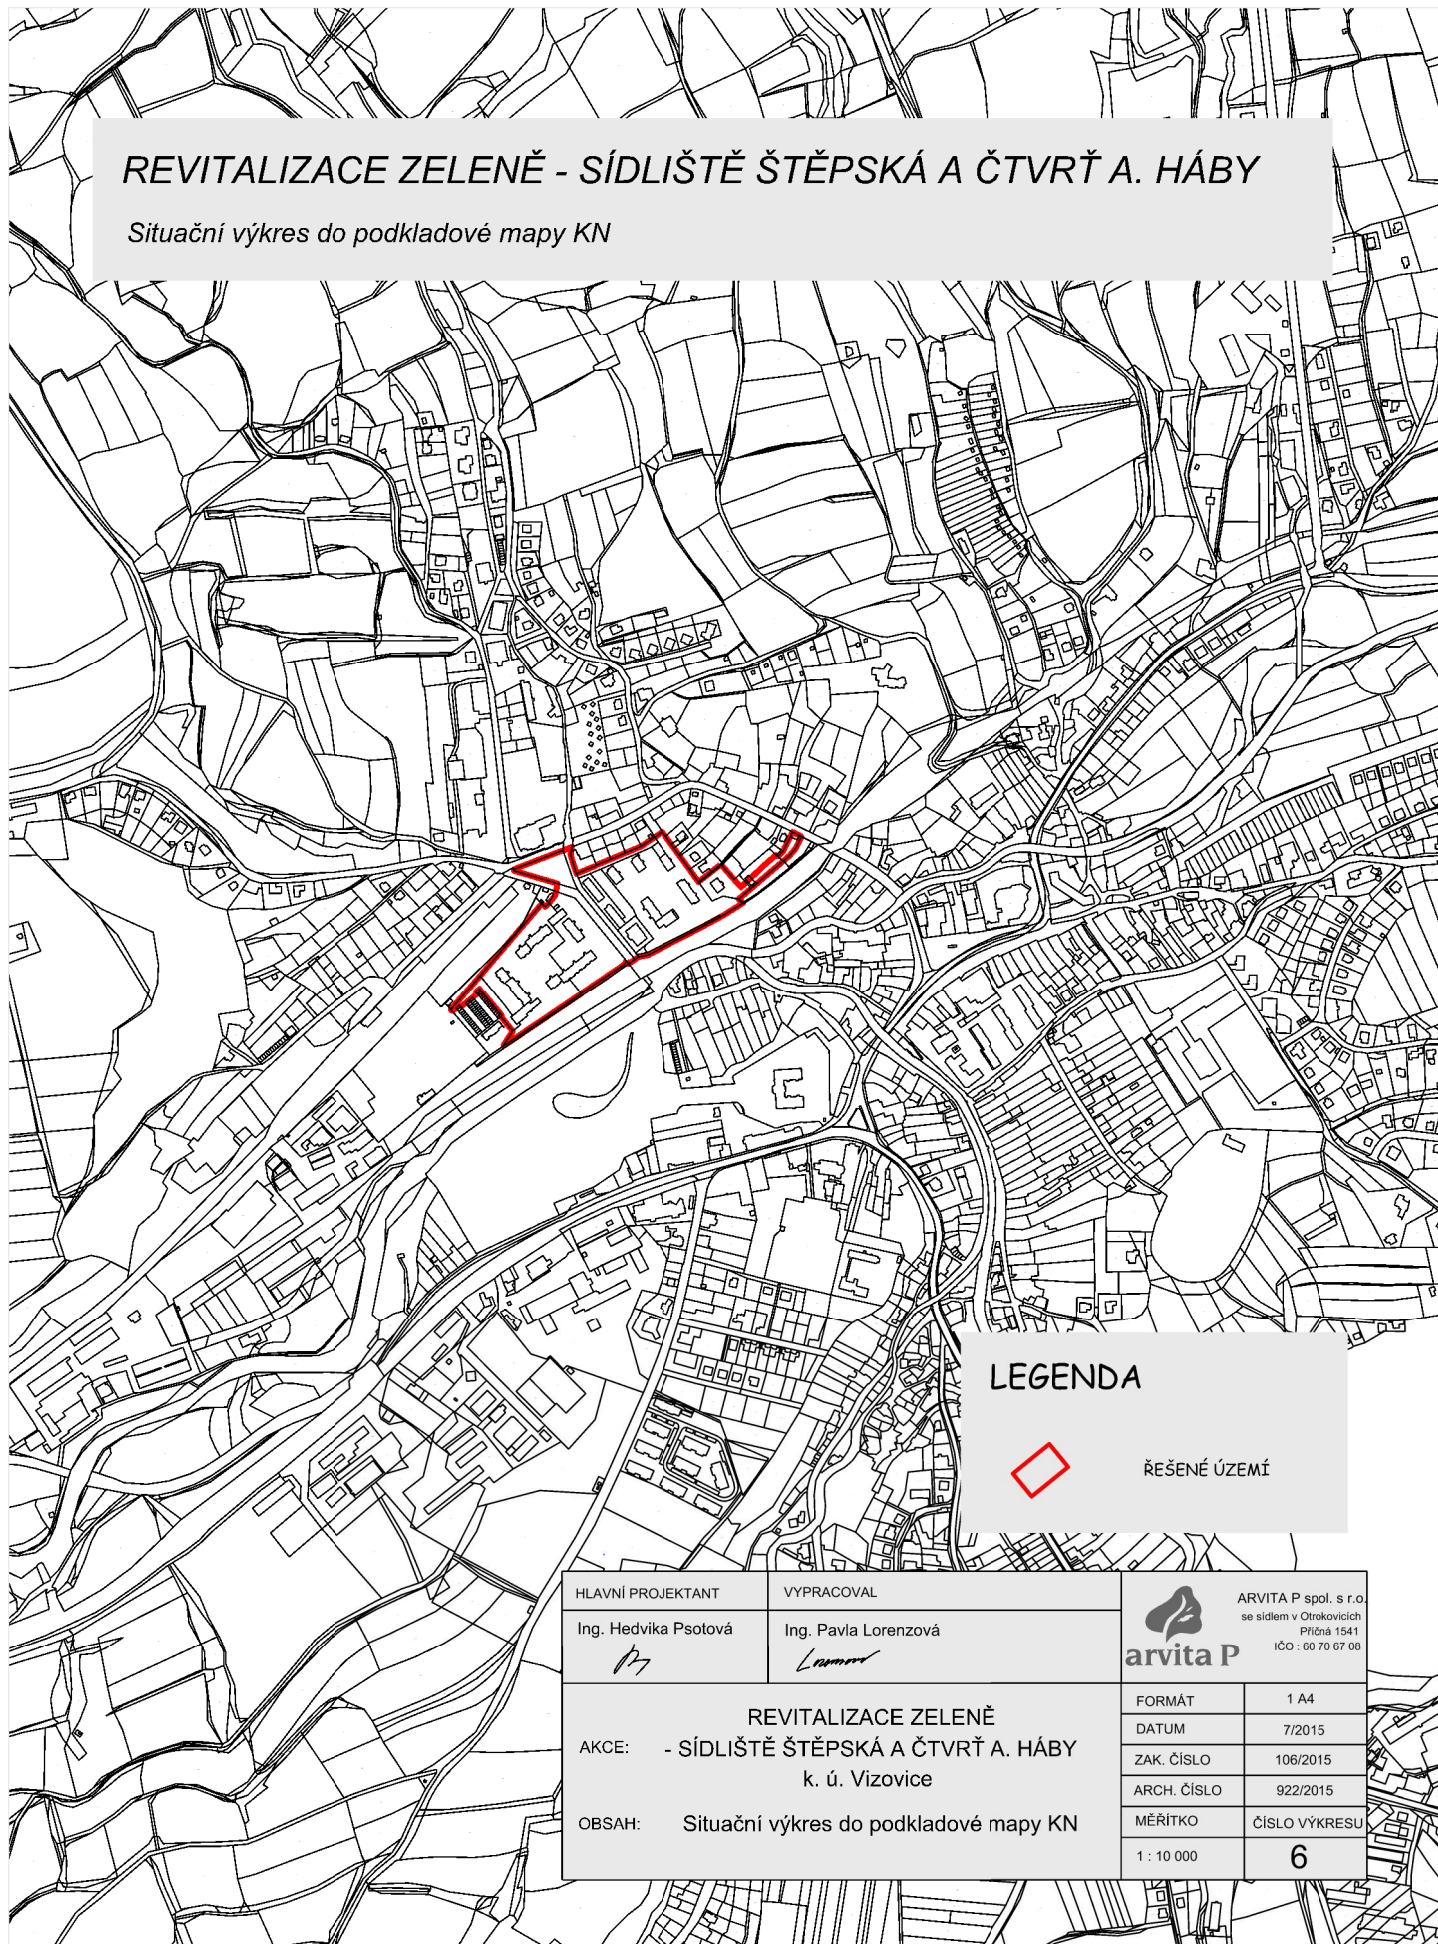 REVITALIZACE ZELENĚ - SÍDLIŠTĚ ŠTĚPSKÁ A ČTVRŤ A. HÁBY
Situační výkres do podkladové mapy KN
LEGENDA
ŘEŠENÉ ÚZEMÍ
HLAVNÍ PROJEKTANT
Ing. Hedvika Psotová
VYPRACOVAL
Ing. Pavla Lorenzová
arvita P
ARVITA P spol. s r.o.
se sídlem v Otrokovicích
Příčná 1541
IČO : 60 70 67 08
AKCE:
REVITALIZACE ZELENĚ
- SÍDLIŠTĚ ŠTĚPSKÁ A ČTVRŤ A. HÁBY
k. ú. Vizovice
OBSAH: Situační výkres do podkladové mapy KN
FORMÁT 1 A4
DATUM 7/2015
ZAK. ČÍSLO 106/2015
ARCH. ČÍSLO 922/2015
MĚŘÍTKO ČÍSLO VÝKRESU
1 : 10 000 6